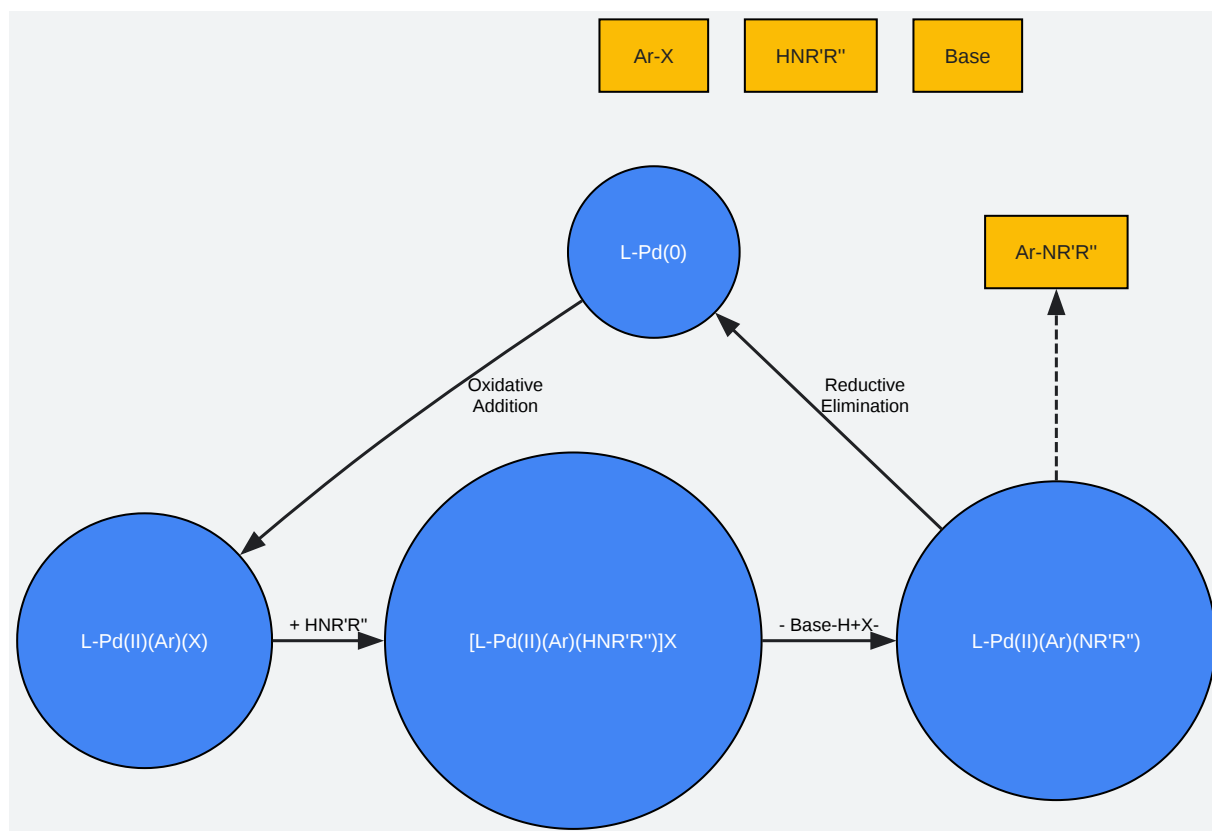 Ar-X
HNR'R"
Base
L-Pd(0)
Ar-NR'R"
Oxidative
Addition
Reductive
Elimination
L-Pd(II)(Ar)(X)
+ HNR'R"
[L-Pd(II)(Ar)(HNR'R")]X
- Base-H+X-
L-Pd(II)(Ar)(NR'R")